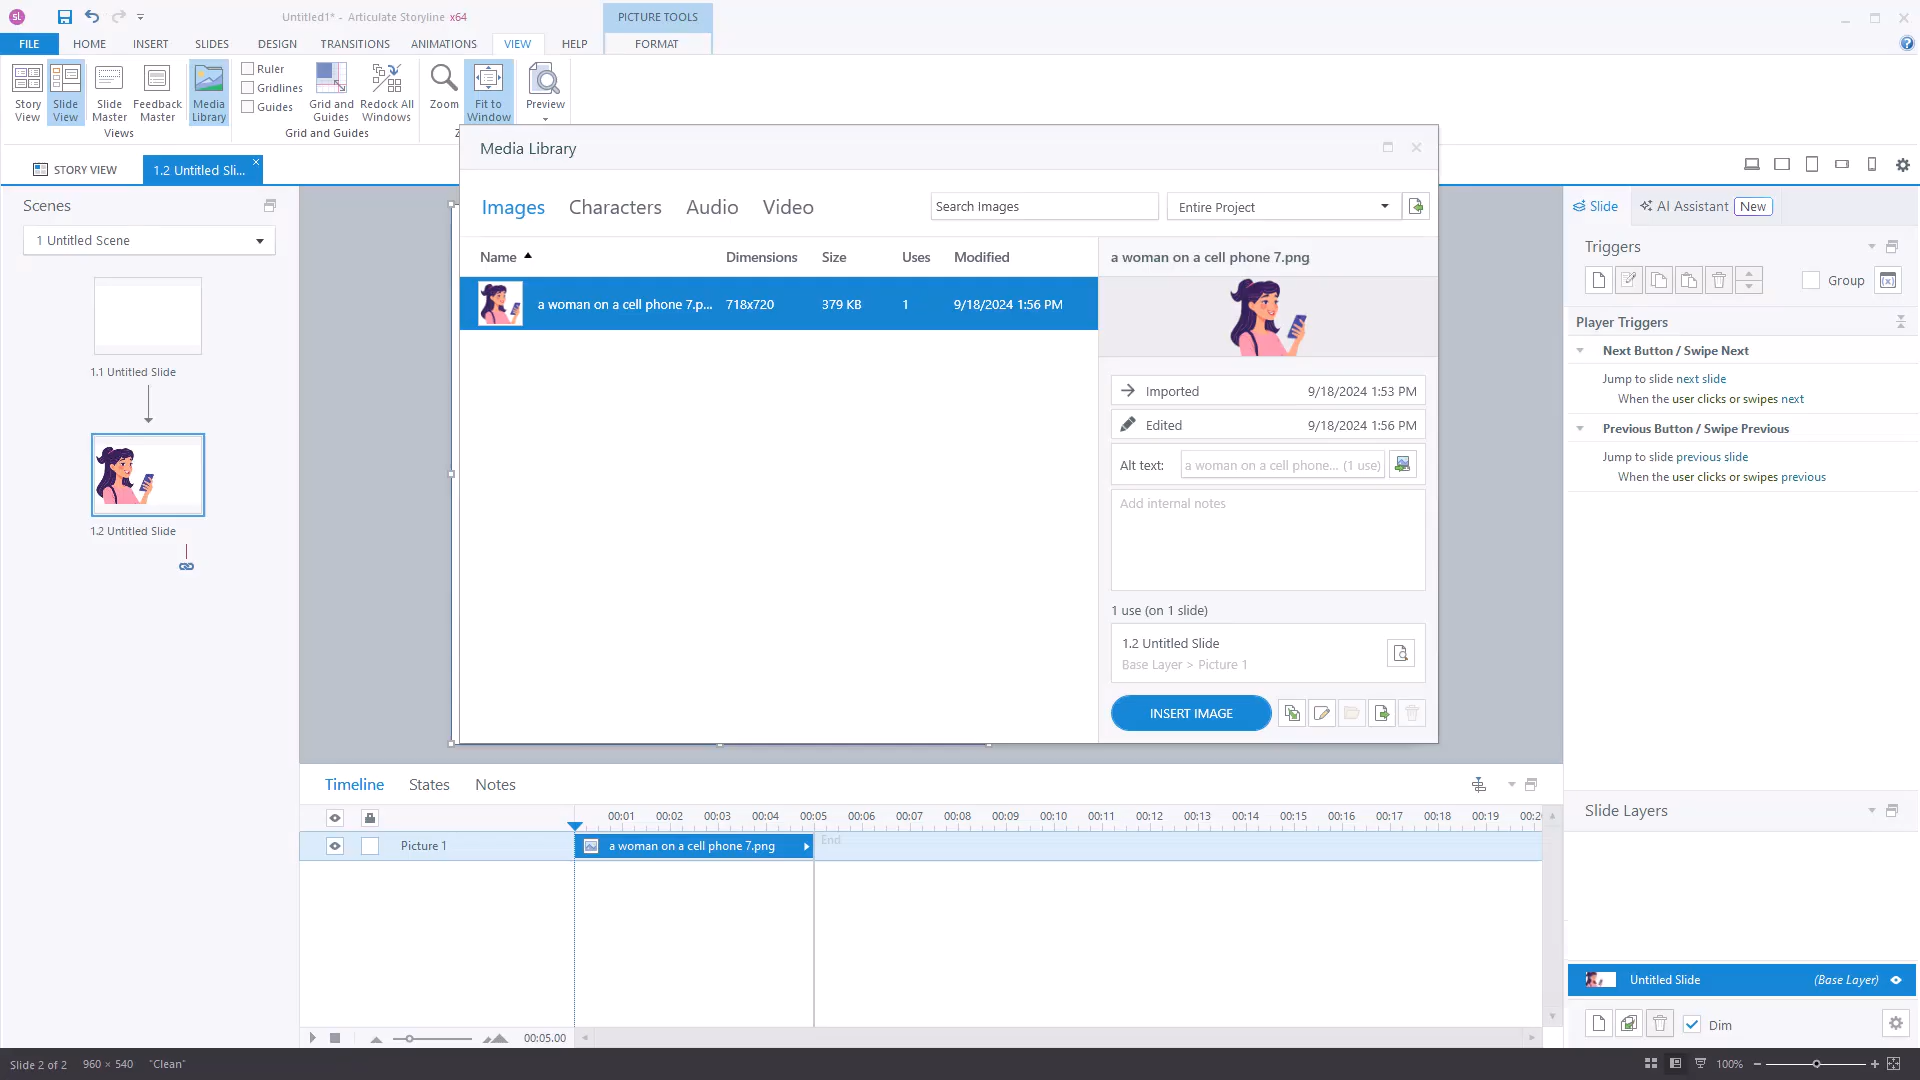 sl
Untitled1* - Articulate Storyline x64
PICTURE TOOLS
FILE
HOME
INSERT
SLIDES
DESIGN
TRANSITIONS
ANIMATIONS
VIEW
HELP
FORMAT
Story View
Slide View
Slide Master
Feedback Master
Media Library
Views
Ruler
Gridlines
Guides
Grid and Guides
Redock All Windows
Grid and Guides
Zoom
Fit to Window
Preview
STORY VIEW
1.2 Untitled Sli...
Scenes
1 Untitled Scene
1.1 Untitled Slide
1.2 Untitled Slide
Media Library
Images
Characters
Audio
Video
Search Images
Entire Project
Name
Dimensions
Size
Uses
Modified
a woman on a cell phone 7.p...
718x720
379 KB
1
9/18/2024 1:56 PM
a woman on a cell phone 7.png
Imported
9/18/2024 1:53 PM
Edited
9/18/2024 1:56 PM
Alt text:
a woman on a cell phone... (1 use)
Add internal notes
1 use (on 1 slide)
1.2 Untitled Slide
Base Layer > Picture 1
INSERT IMAGE
Slide
AI Assistant
New
Triggers
Group
Player Triggers
Next Button / Swipe Next
Jump to slide next slide
When the user clicks or swipes next
Previous Button / Swipe Previous
Jump to slide previous slide
When the user clicks or swipes previous
Timeline
States
Notes
00:01 00:02 00:03 00:04 00:05 00:06 00:07 00:08 00:09 00:10 00:11 00:12 00:13 00:14 00:15 00:16 00:17 00:18 00:19
Picture 1
a woman on a cell phone 7.png
End
00:05.00
Slide Layers
Untitled Slide
(Base Layer)
Dim
Slide 2 of 2
960 × 540
"Clean"
100%